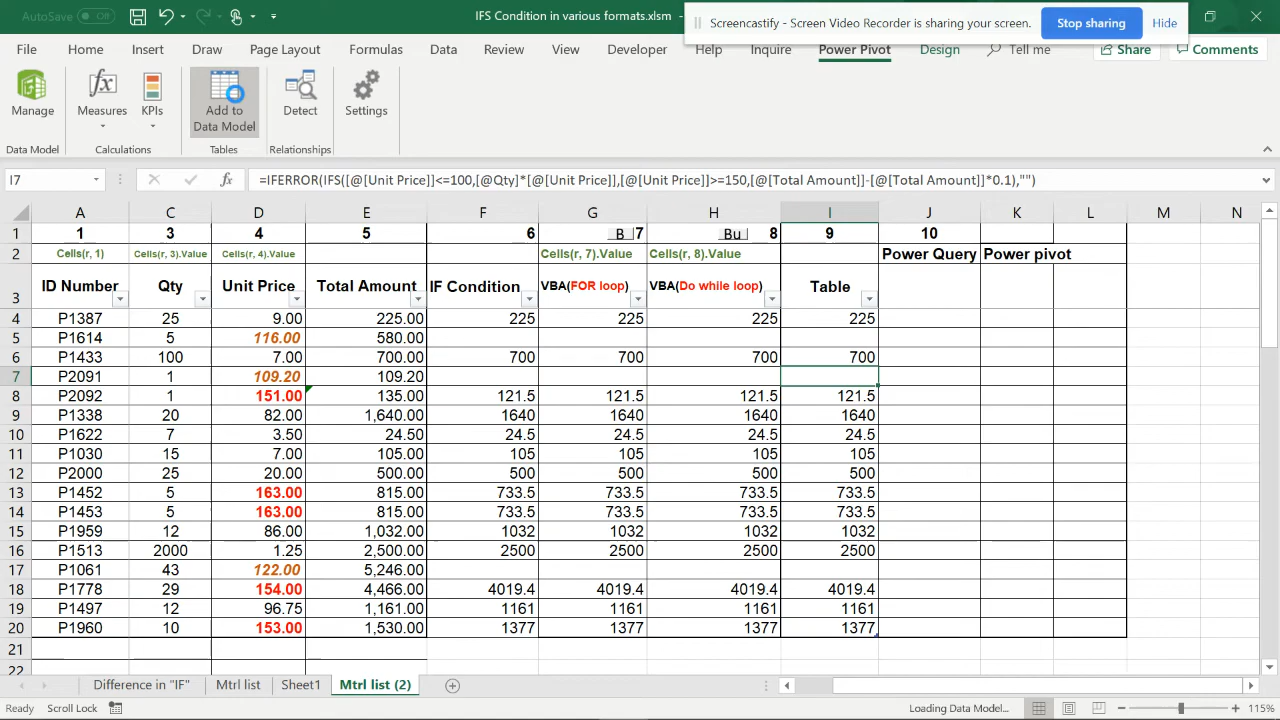 AutoSave Off IFS Condition in various formats.xlsm - Screencastify - Screen Video Recorder is sharing your screen. Stop sharing Hide
File Home Insert Draw Page Layout Formulas Data Review View Developer Help Inquire Power Pivot Design Tell me Share Comments
Manage Measures KPIs Add to Data Model Detect Settings
Data Model Calculations Tables Relationships
I7 fx =IFERROR(IFS([@[Unit Price]]<=100,[@Qty]*[@[Unit Price]],[@[Unit Price]]>=150,[@[Total Amount]]-[@[Total Amount]]*0.1),"")
A C D E F G H I J K L M N
1 1 3 4 5 6 B 7 Bu 8 9 10
2 Cells(r, 1) Cells(r, 3).Value Cells(r, 4).Value Cells(r, 7).Value Cells(r, 8).Value Power Query Power pivot
3 ID Number Qty Unit Price Total Amount IF Condition VBA(FOR loop) VBA(Do while loop) Table
4 P1387 25 9.00 225.00 225 225 225 225
5 P1614 5 116.00 580.00
6 P1433 100 7.00 700.00 700 700 700 700
7 P2091 1 109.20 109.20
8 P2092 1 151.00 135.00 121.5 121.5 121.5 121.5
9 P1338 20 82.00 1,640.00 1640 1640 1640 1640
10 P1622 7 3.50 24.50 24.5 24.5 24.5 24.5
11 P1030 15 7.00 105.00 105 105 105 105
12 P2000 25 20.00 500.00 500 500 500 500
13 P1452 5 163.00 815.00 733.5 733.5 733.5 733.5
14 P1453 5 163.00 815.00 733.5 733.5 733.5 733.5
15 P1959 12 86.00 1,032.00 1032 1032 1032 1032
16 P1513 2000 1.25 2,500.00 2500 2500 2500 2500
17 P1061 43 122.00 5,246.00
18 P1778 29 154.00 4,466.00 4019.4 4019.4 4019.4 4019.4
19 P1497 12 96.75 1,161.00 1161 1161 1161 1161
20 P1960 10 153.00 1,530.00 1377 1377 1377 1377
21
22
Difference in "IF" Mtrl list Sheet1 Mtrl list (2)
Ready Scroll Lock Loading Data Model... 115%